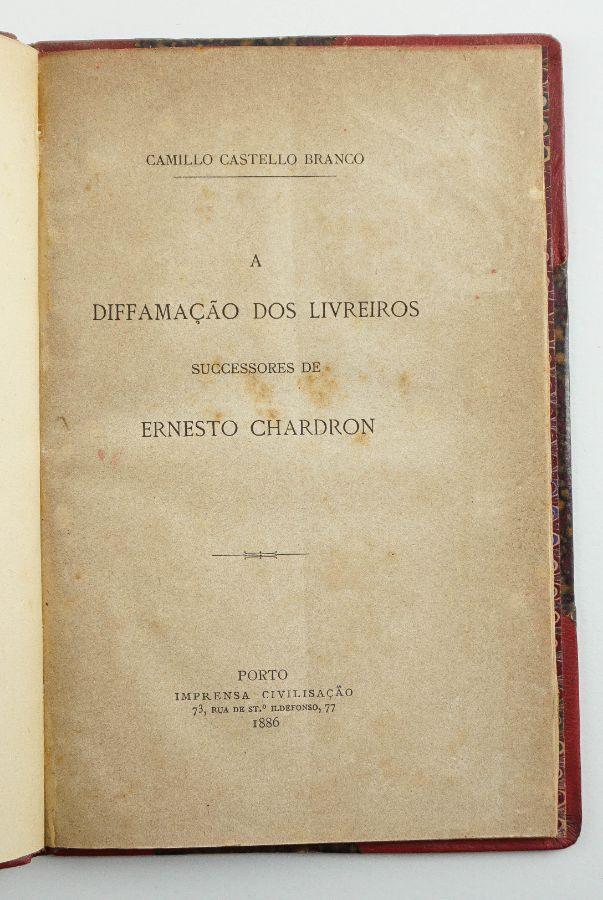 CAMILLO CASTELLO BRANCO
A
DIFFAMAÇÃO DOS LIVREIROS
SUCCESSORES DE
ERNESTO CHARDRON
PORTO
IMPRENSA CIVILISAÇÃO
73, RUA DE ST.º ILDEFONSO, 77
1886